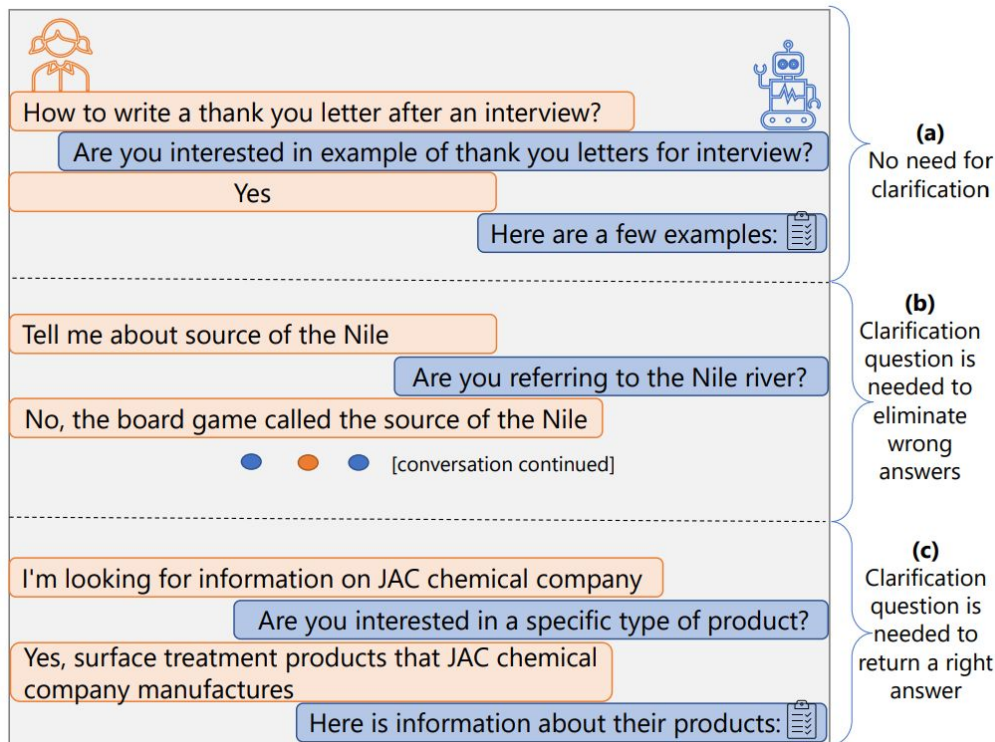 How to write a thank you letter after an interview?
Are you interested in example of thank you letters for interview?
Yes
Here are a few examples:
(a)
No need for
clarification
Tell me about source of the Nile
Are you referring to the Nile river?
No, the board game called the source of the Nile
[conversation continued]
(b)
Clarification
question is
needed to
eliminate
wrong
answers
I'm looking for information on JAC chemical company
Are you interested in a specific type of product?
Yes, surface treatment products that JAC chemical
company manufactures
Here is information about their products:
(c)
Clarification
question is
needed to
return a right
answer